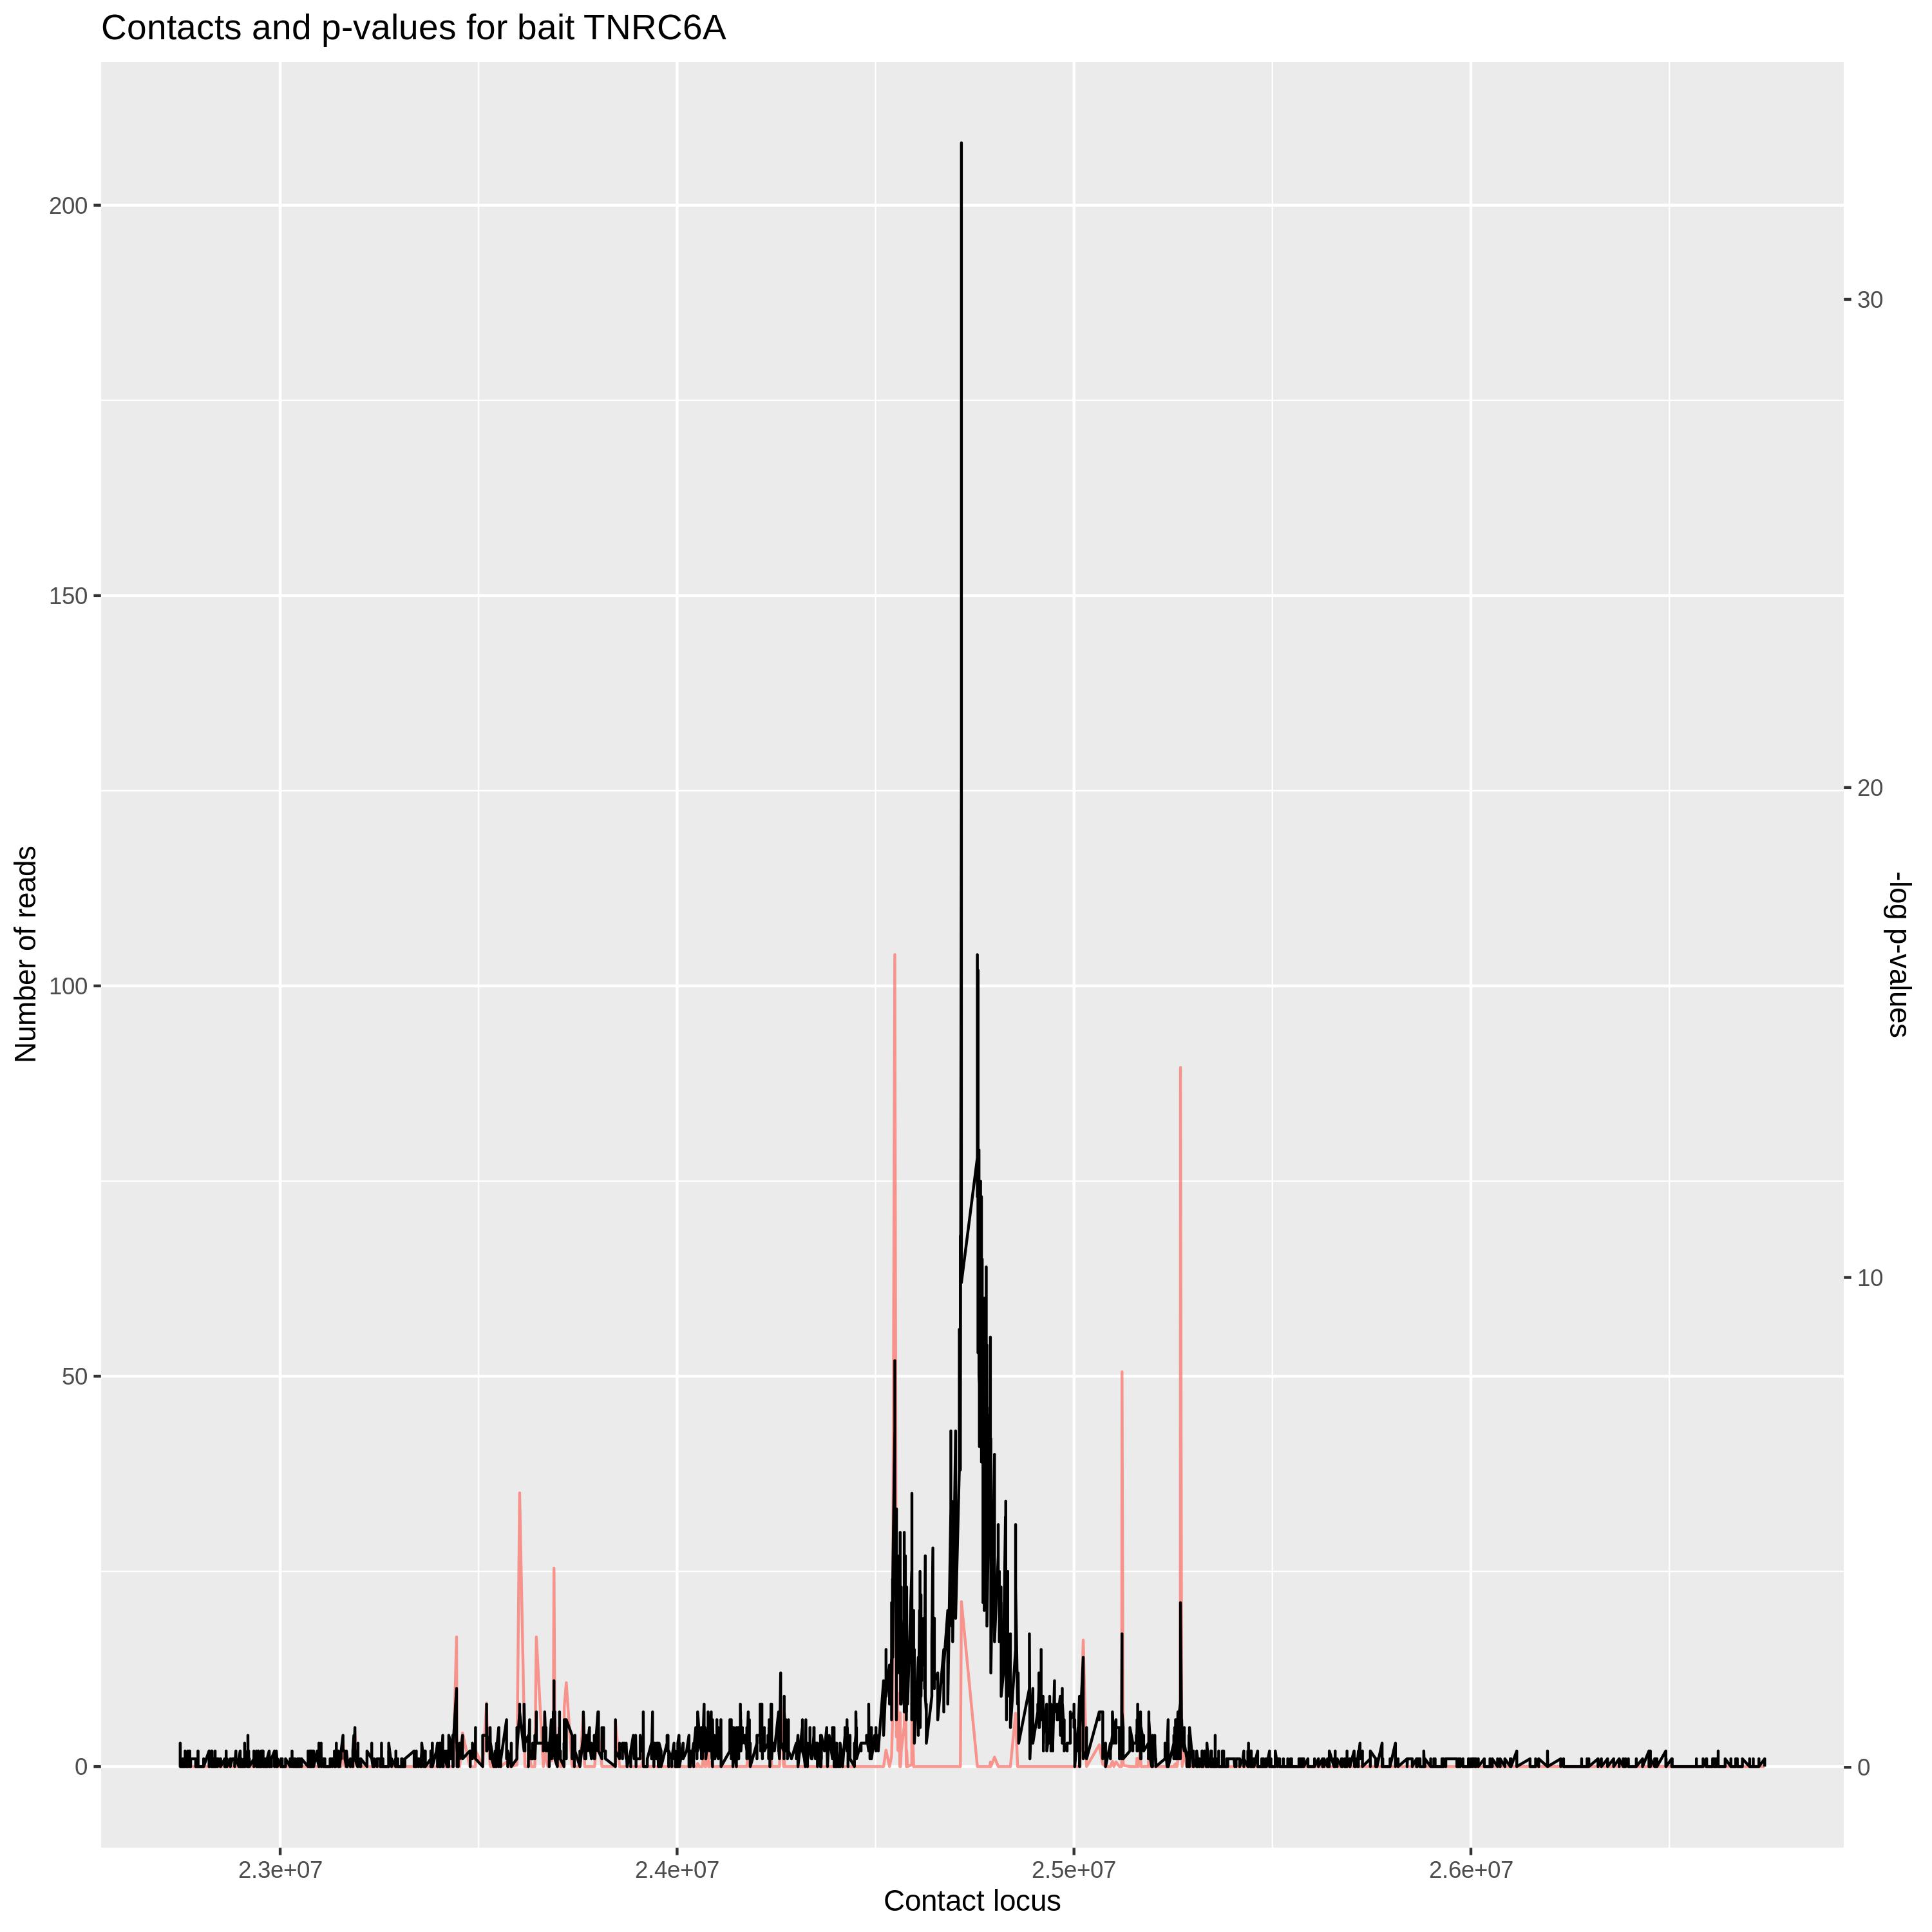 Contacts and p-values for bait TNRC6A
200
150
100
50
0
30
20
10
0
Number of reads
-log p-values
2.3e+07
2.4e+07
2.5e+07
2.6e+07
Contact locus